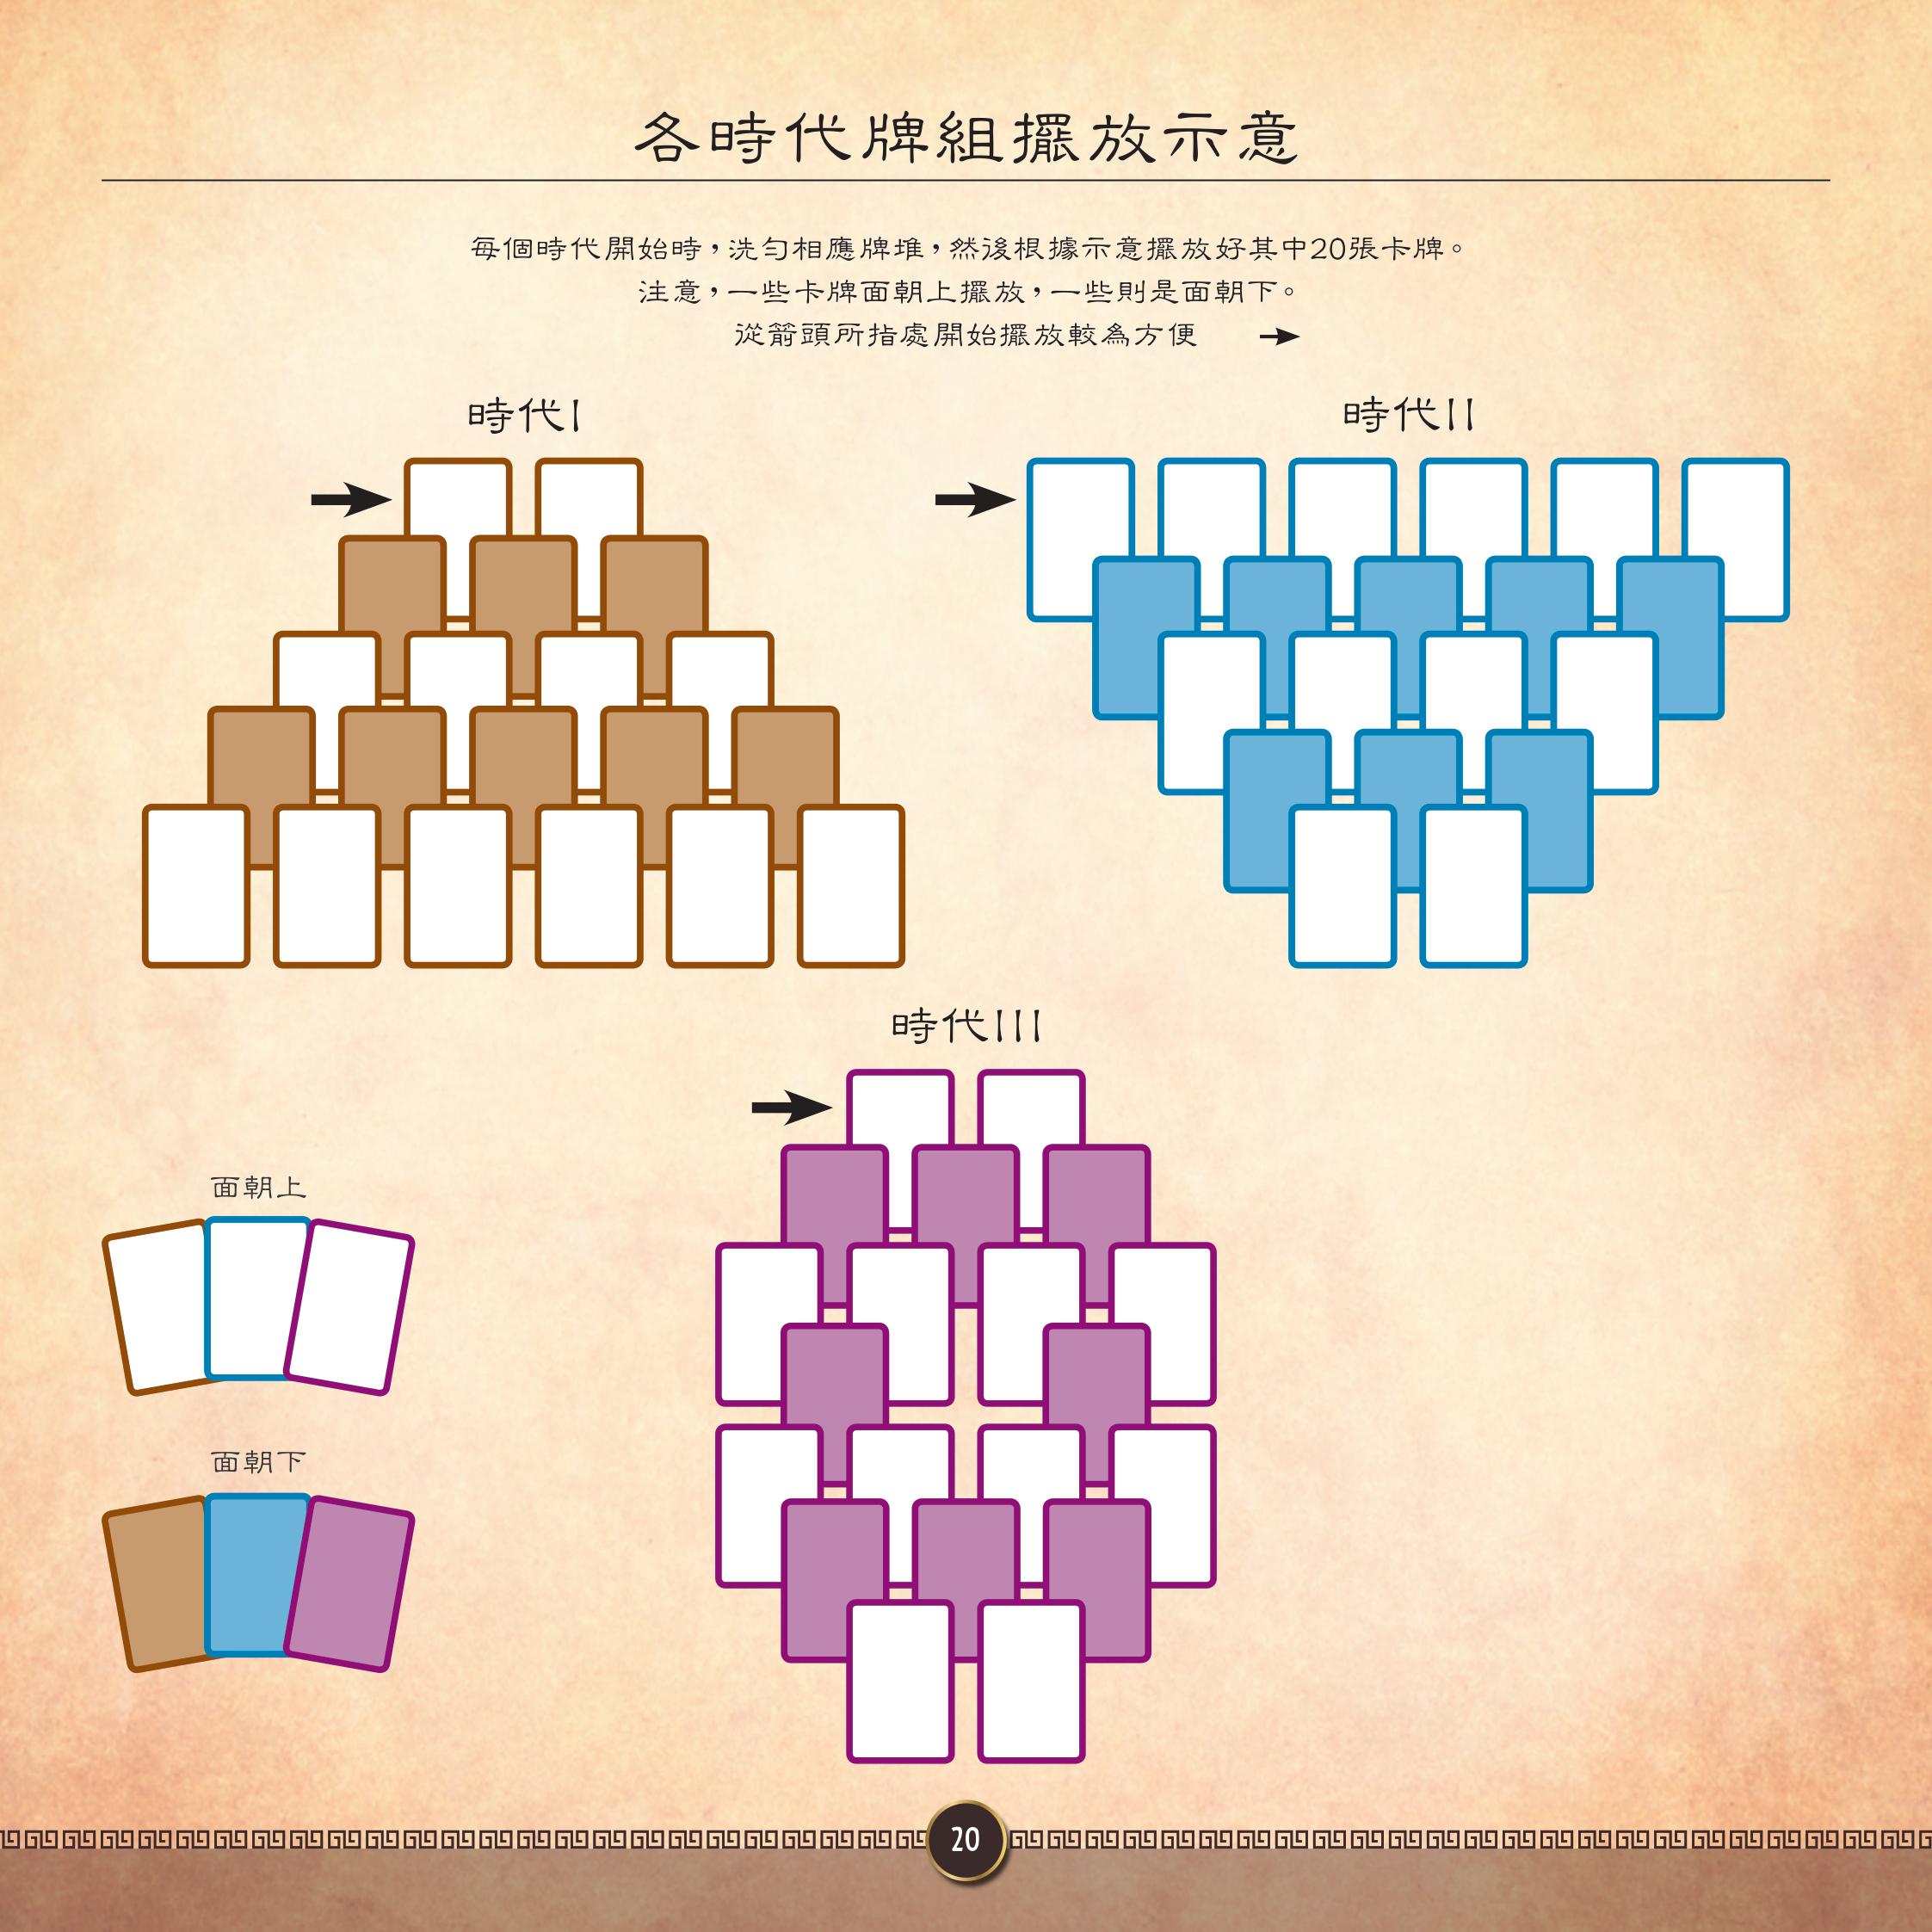 各時代牌組擺放示意
每個時代開始時，洗勻相應牌堆，然後根據示意擺放好其中20張卡牌。
注意，一些卡牌面朝上擺放，一些則是面朝下。
從箭頭所指處開始擺放較為方便
時代I
時代II
時代III
面朝上
面朝下
20